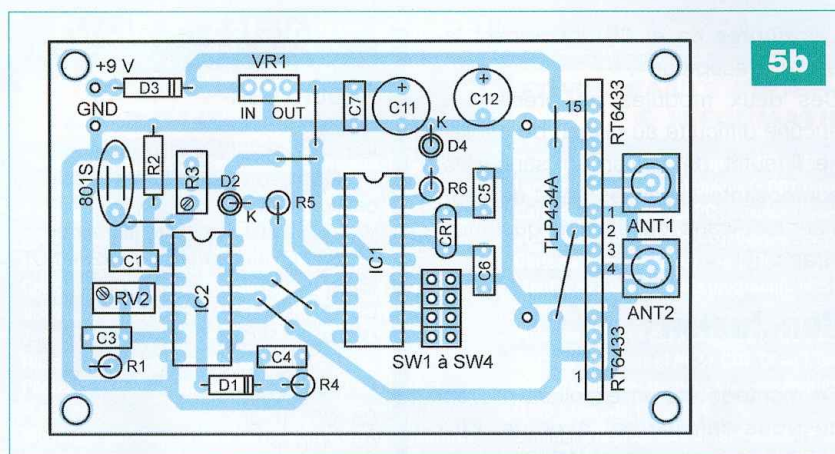 5b
+9 V
D3
VR1
IN OUT
C7
C11
+
C12
+
15
RT6433
GND
801S
R2
R3
D2
K
R5
K
D4
R6
C5
TLP434A
1
2
3
4
ANT1
C1
IC2
IC1
CR1
C6
RV2
ANT2
C3
R1
C4
SW1 à SW4
RT6433
D1
R4
1